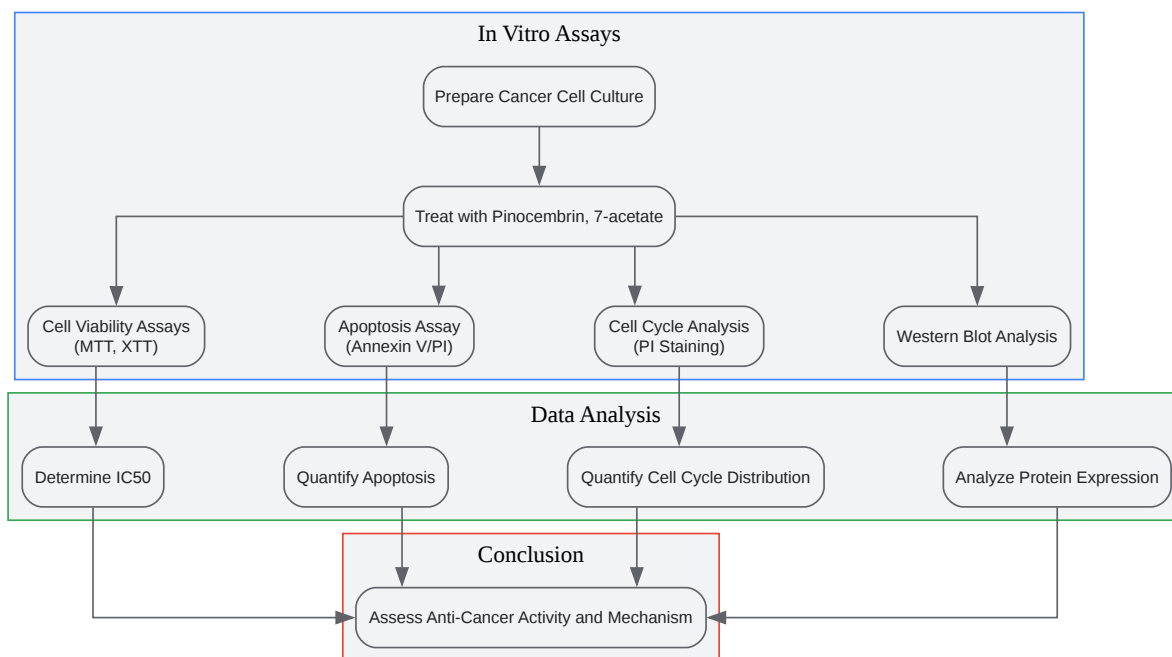 In Vitro Assays
Prepare Cancer Cell Culture
Treat with Pinocembrin, 7-acetate
Cell Viability Assays
(MTT, XTT)
Apoptosis Assay
(Annexin V/PI)
Cell Cycle Analysis
(PI Staining)
Western Blot Analysis
Data Analysis
Determine IC50
Quantify Apoptosis
Quantify Cell Cycle Distribution
Analyze Protein Expression
Conclusion
Assess Anti-Cancer Activity and Mechanism